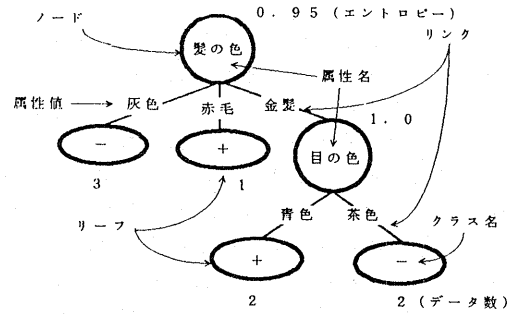 ノード
0.95 (エントロピー)
リンク
髪の色
属性名
属性値
灰色
赤毛
金髪
1.0
−
+
目の色
3
1
リーフ
青色
茶色
クラス名
+
−
2
2 (データ数)